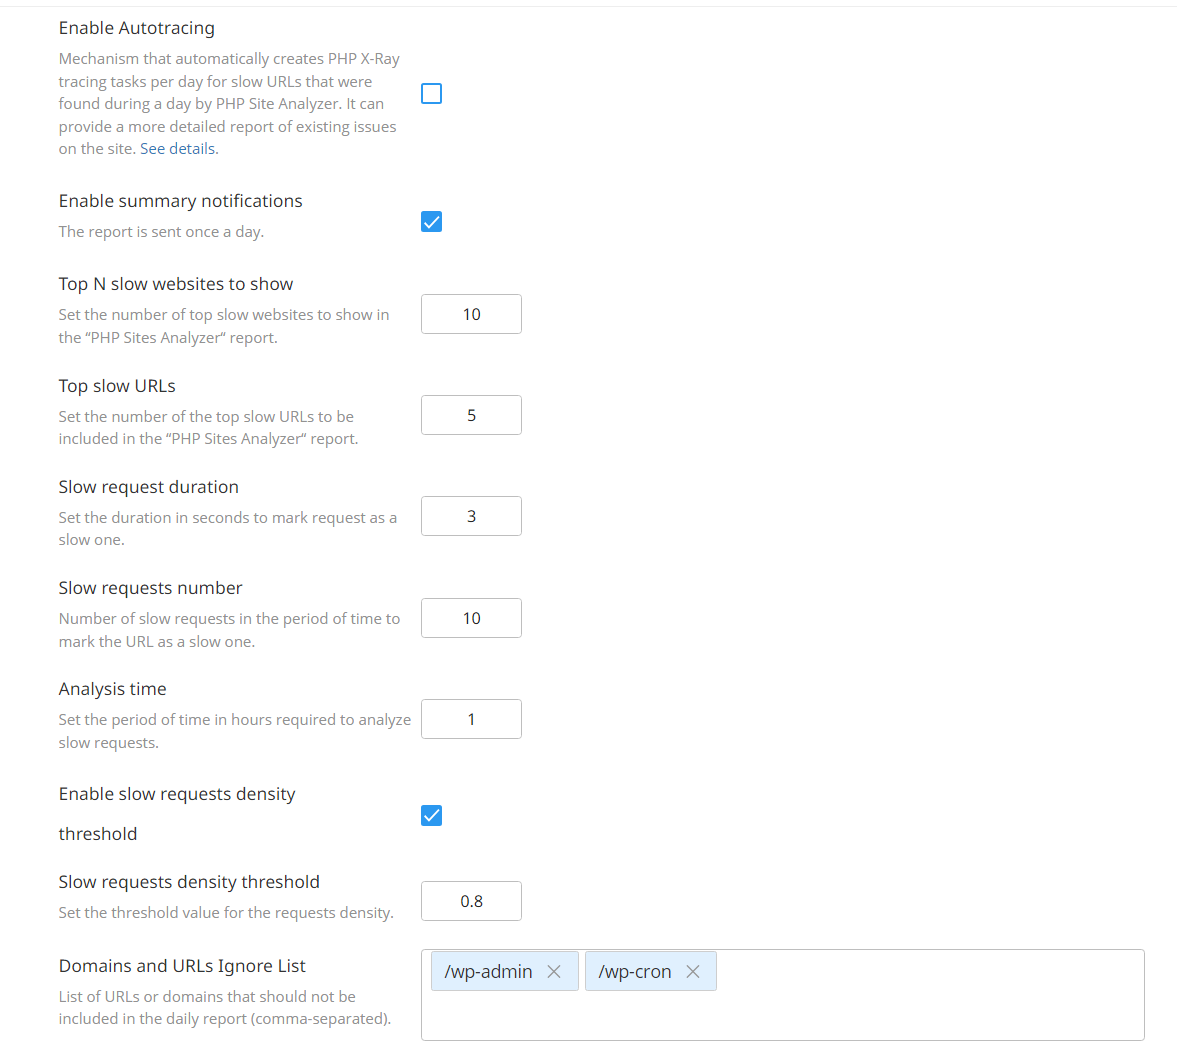 Enable Autotracing
Mechanism that automatically creates PHP X-Ray
tracing tasks per day for slow URLs that were
found during a day by PHP Site Analyzer. It can
provide a more detailed report of existing issues
on the site. See details.
Enable summary notifications
The report is sent once a day.
Top N slow websites to show
Set the number of top slow websites to show in
the “PHP Sites Analyzer“ report.
10
Top slow URLs
Set the number of the top slow URLs to be
included in the “PHP Sites Analyzer“ report.
5
Slow request duration
Set the duration in seconds to mark request as a
slow one.
3
Slow requests number
Number of slow requests in the period of time to
mark the URL as a slow one.
10
Analysis time
Set the period of time in hours required to analyze
slow requests.
1
Enable slow requests density
threshold
Slow requests density threshold
Set the threshold value for the requests density.
0.8
Domains and URLs Ignore List
List of URLs or domains that should not be
included in the daily report (comma-separated).
/wp-admin /wp-cron